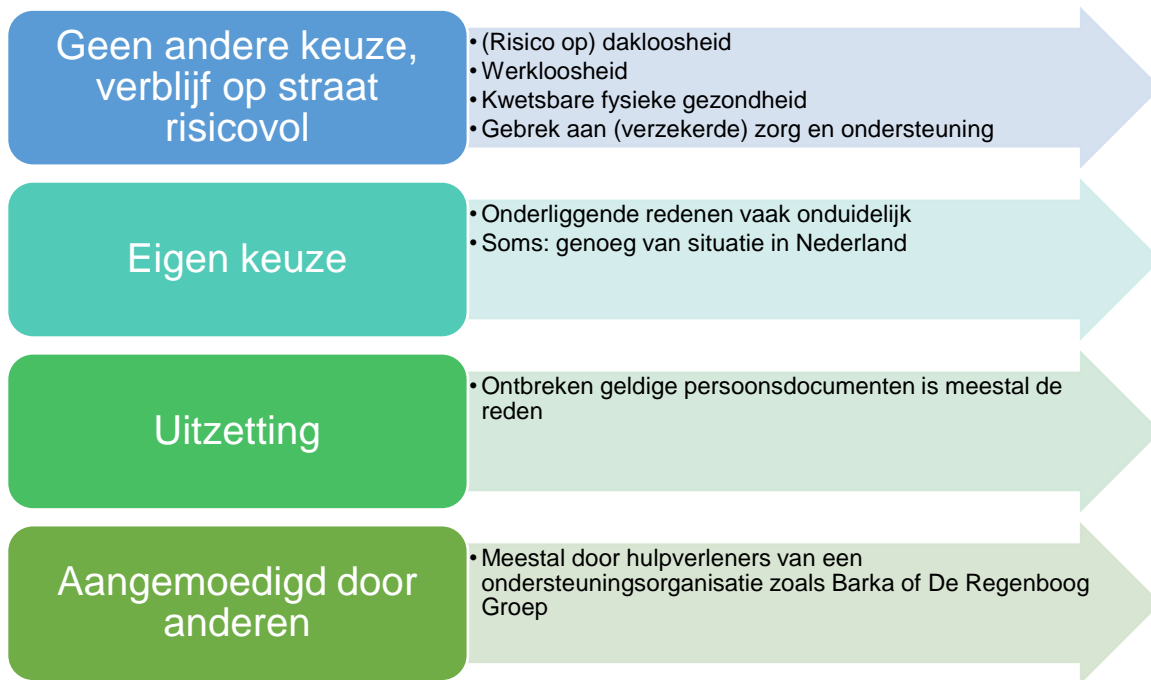 Geen andere keuze,
verblijf op straat
risicovol
• (Risico op) dakloosheid
• Werkloosheid
• Kwetsbare fysieke gezondheid
• Gebrek aan (verzekerde) zorg en ondersteuning
Eigen keuze
• Onderliggende redenen vaak onduidelijk
• Soms: genoeg van situatie in Nederland
Uitzetting
• Ontbreken geldige persoonsdocumenten is meestal de
reden
Aangemoedigd door
anderen
• Meestal door hulpverleners van een
ondersteuningsorganisatie zoals Barka of De Regenboog
Groep